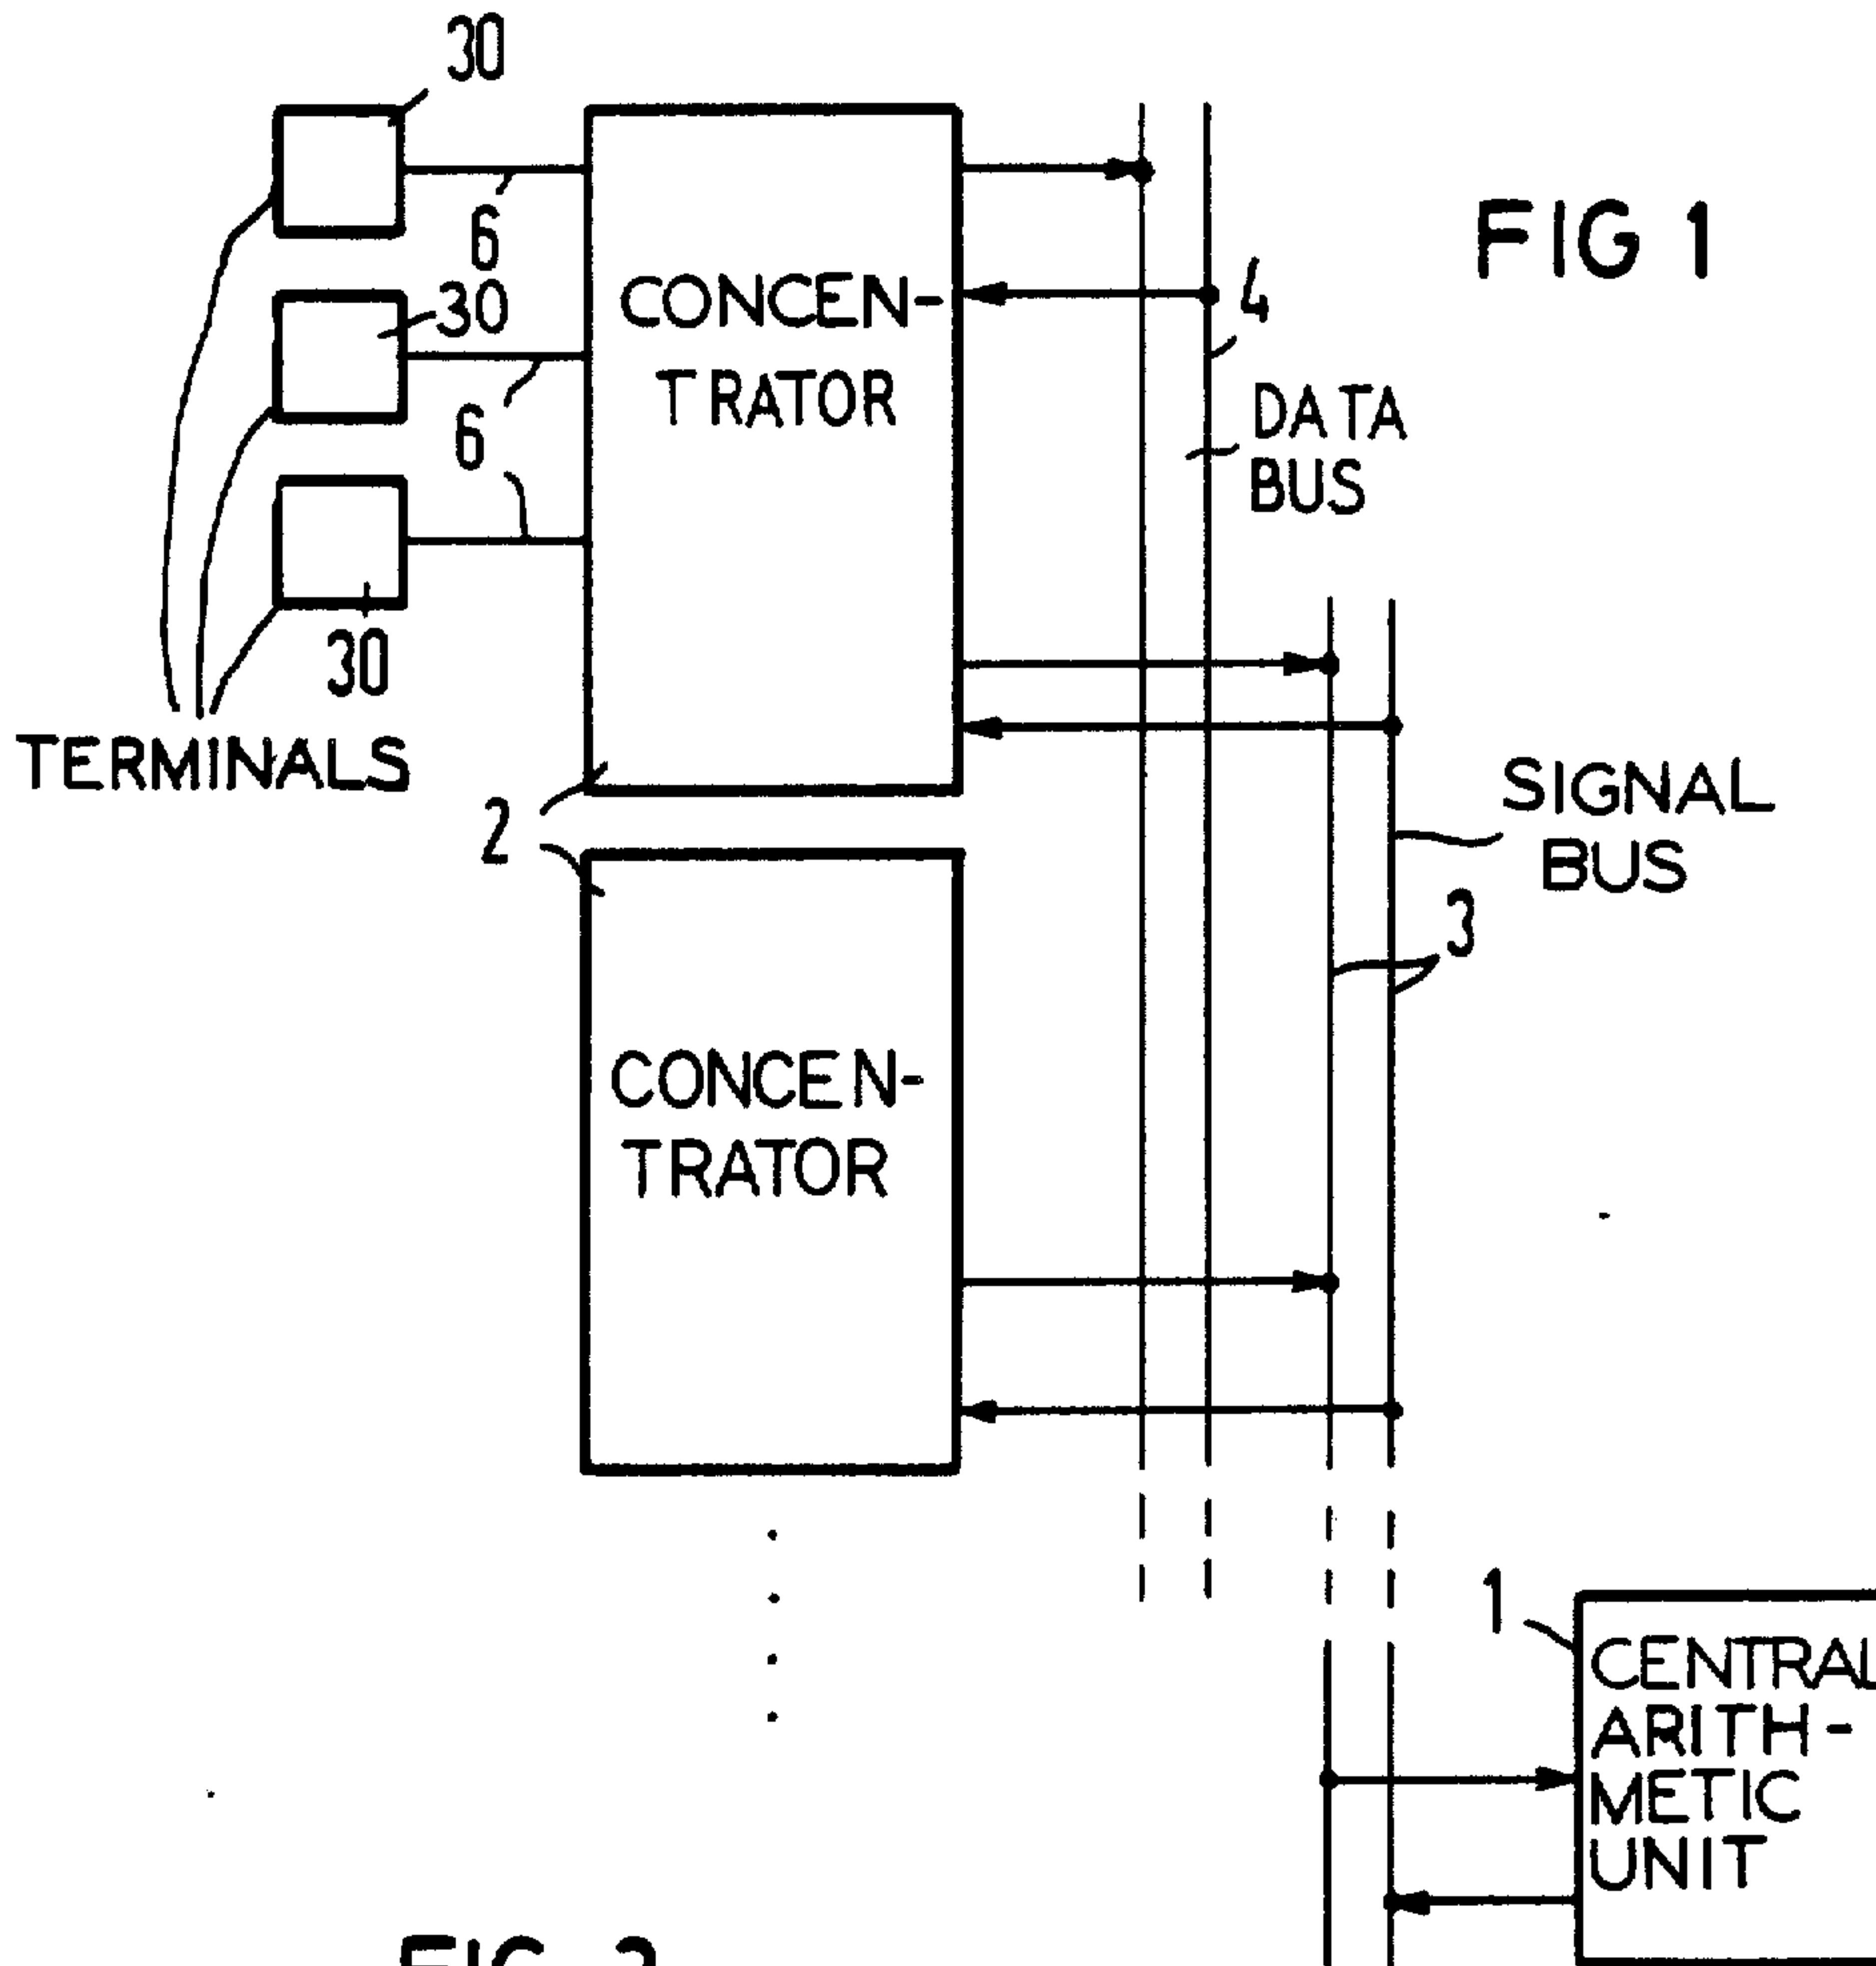 30
FIG 1
6
30
CONCEN-
TRATOR
4
6
DATA
BUS
30
TERMINALS
2
SIGNAL
BUS
3
CONCEN-
TRATOR
1
CENTRAL
ARITH-
METIC
UNIT
6